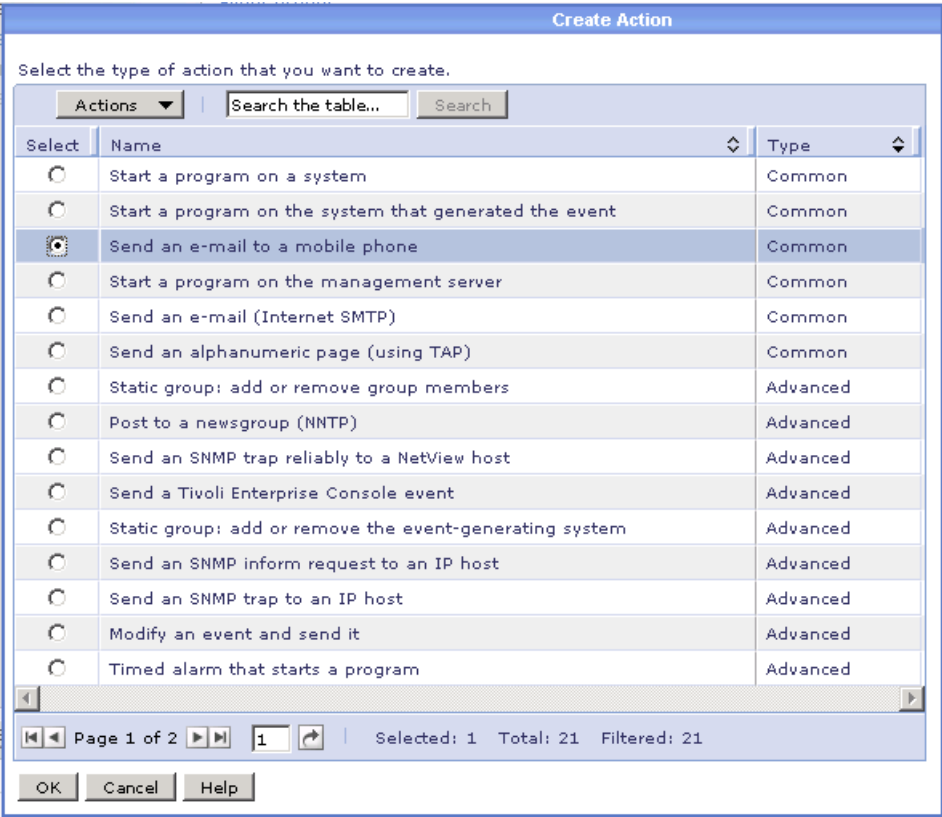 Create Action
Select the type of action that you want to create.
Actions Search the table... Search
Select Name Type
Start a program on a system Common
Start a program on the system that generated the event Common
Send an e-mail to a mobile phone Common
Start a program on the management server Common
Send an e-mail (Internet SMTP) Common
Send an alphanumeric page (using TAP) Common
Static group: add or remove group members Advanced
Post to a newsgroup (NNTP) Advanced
Send an SNMP trap reliably to a NetView host Advanced
Send a Tivoli Enterprise Console event Advanced
Static group: add or remove the event-generating system Advanced
Send an SNMP inform request to an IP host Advanced
Send an SNMP trap to an IP host Advanced
Modify an event and send it Advanced
Timed alarm that starts a program Advanced
Page 1 of 2 1 Selected: 1 Total: 21 Filtered: 21
OK Cancel Help